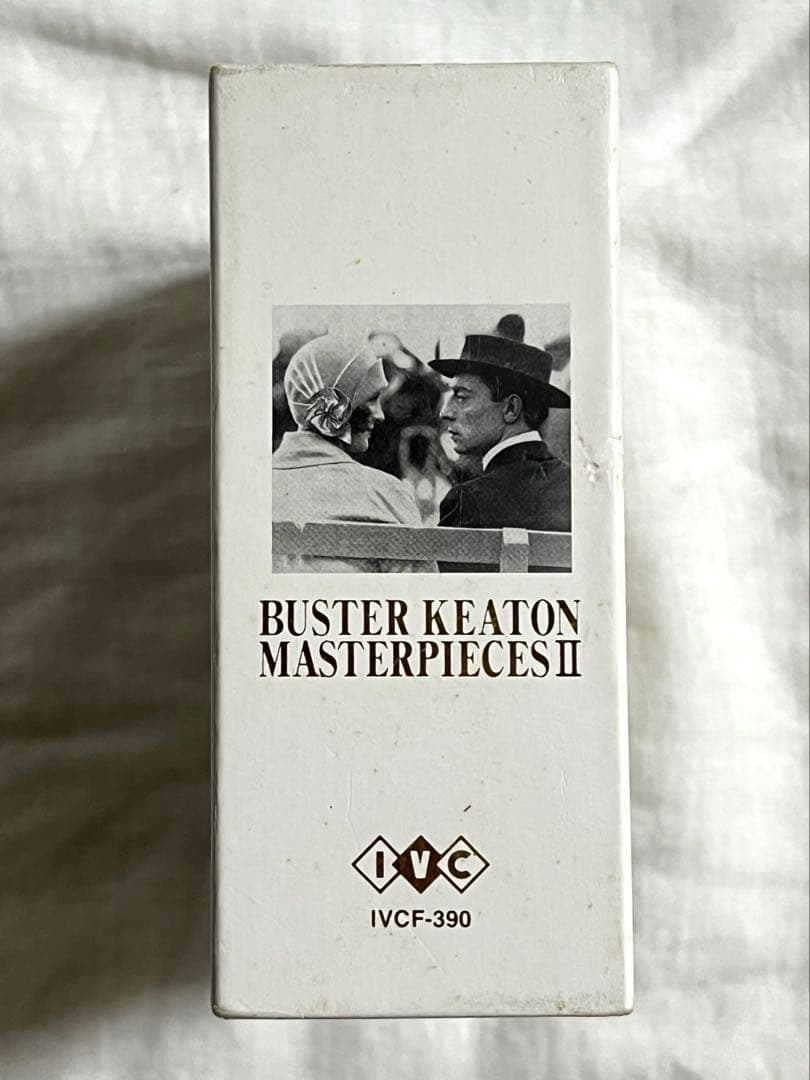 BUSTER KEATON
MASTERPIECES II
IVC
IVCF-390